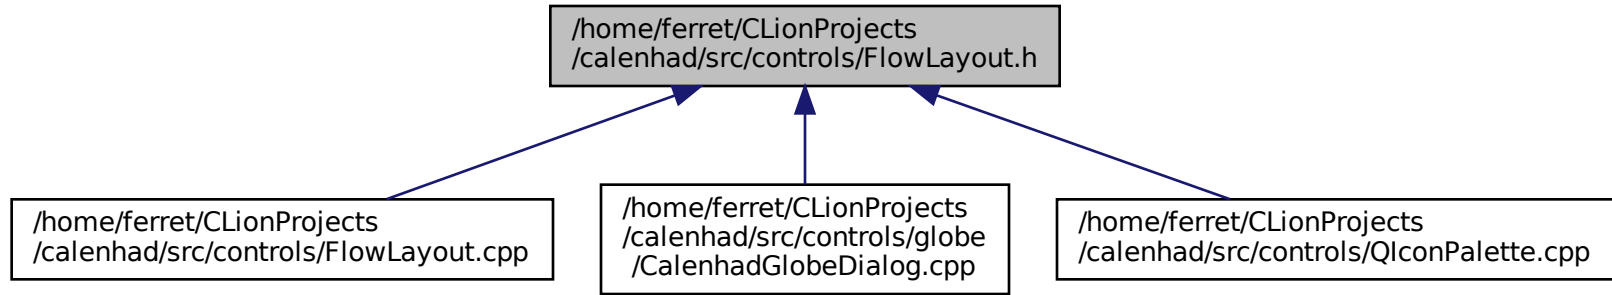 /home/ferret/CLionProjects
/calenhad/src/controls/FlowLayout.h
/home/ferret/CLionProjects
/calenhad/src/controls/FlowLayout.cpp
/home/ferret/CLionProjects
/calenhad/src/controls/globe
/CalenhadGlobeDialog.cpp
/home/ferret/CLionProjects
/calenhad/src/controls/QIconPalette.cpp